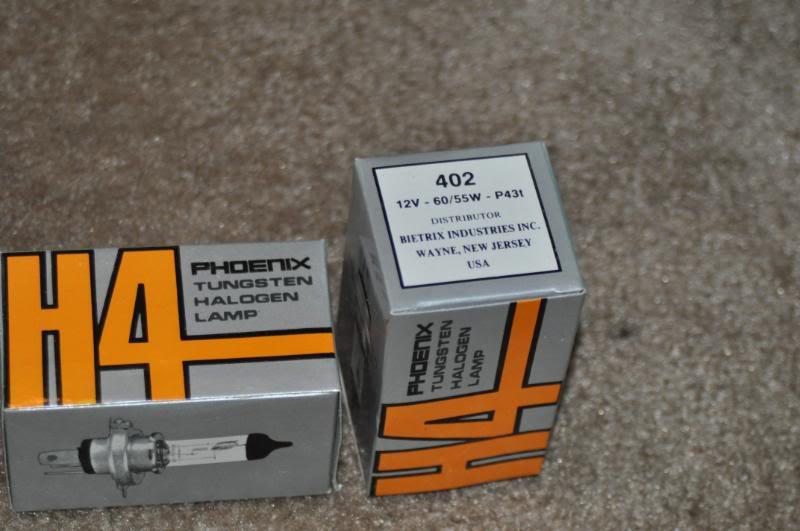 H4
PHOENIX
TUNGSTEN
HALOGEN
LAMP
402
12V - 60/55W - P43t
DISTRIBUTOR
BIETRIX INDUSTRIES INC.
WAYNE, NEW JERSEY
USA
H4
PHOENIX
TUNGSTEN
HALOGEN
LAMP